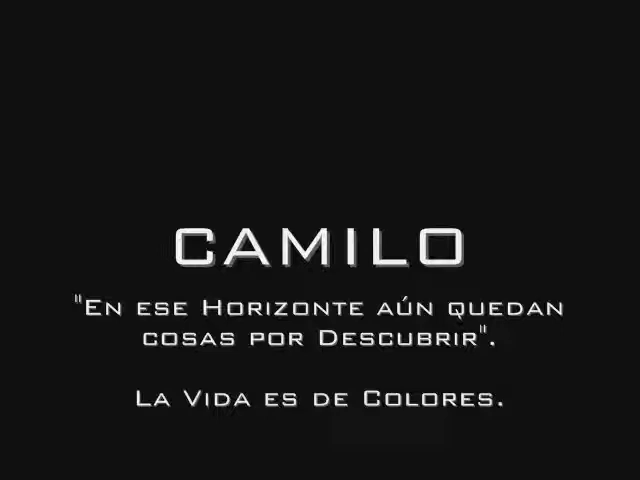 CAMILO
"En ese Horizonte aún quedan
cosas por Descubrir".
La Vida es de Colores.